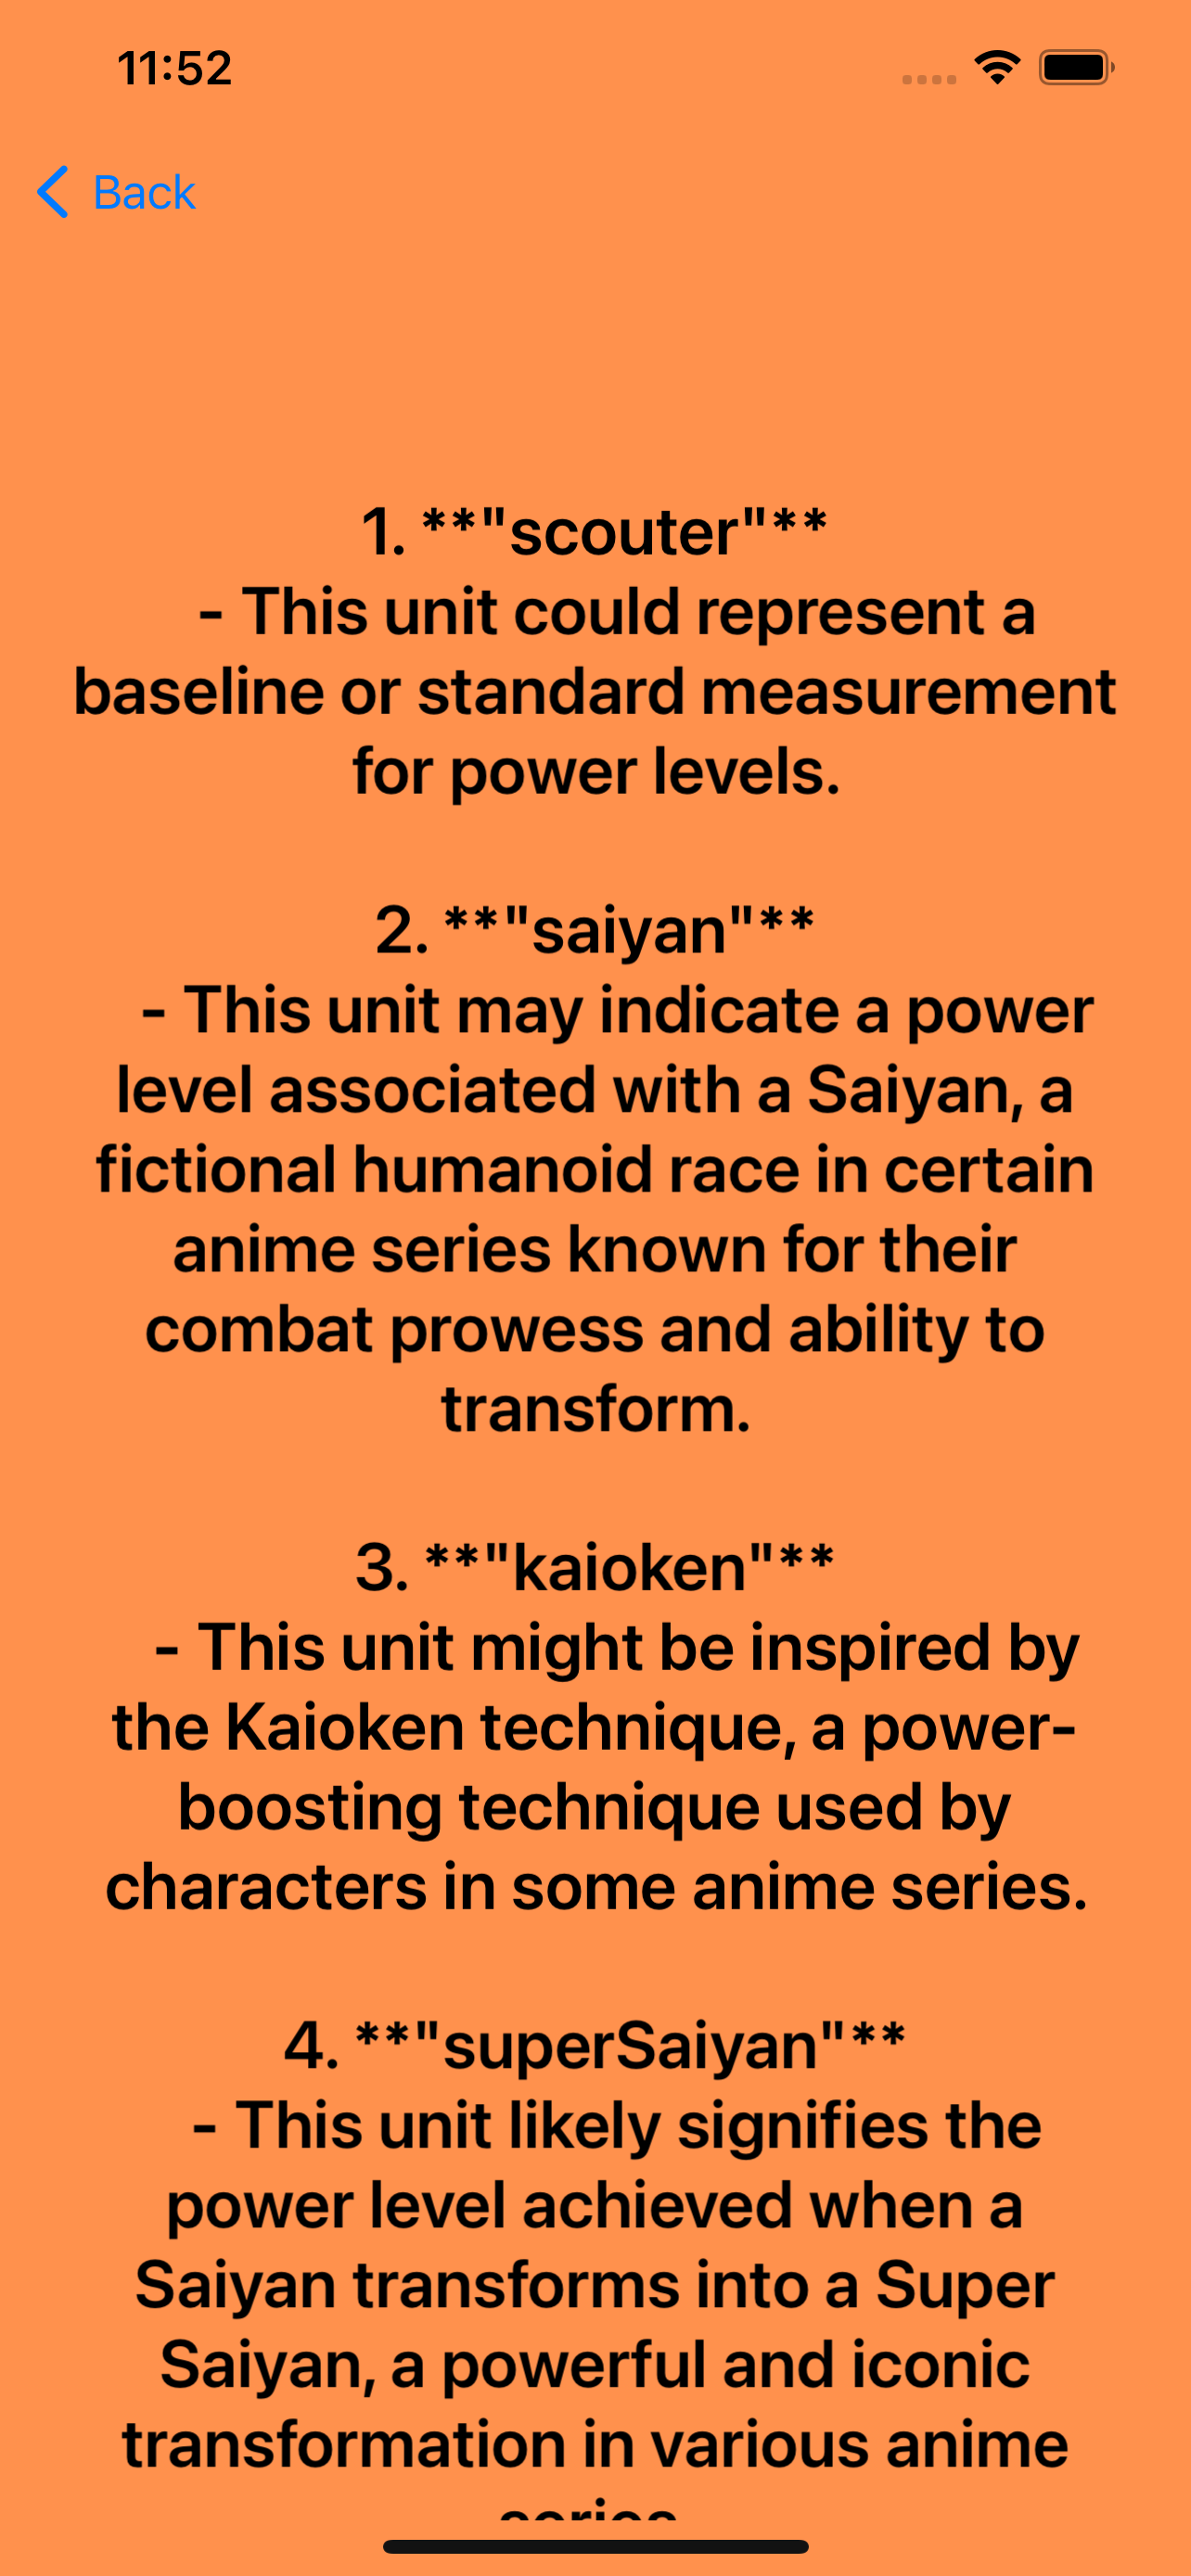 11:52
Back
1. **"scouter"**
- This unit could represent a
baseline or standard measurement
for power levels.
2. **"saiyan"**
- This unit may indicate a power
level associated with a Saiyan, a
fictional humanoid race in certain
anime series known for their
combat prowess and ability to
transform.
3. **"kaioken"**
- This unit might be inspired by
the Kaioken technique, a power-
boosting technique used by
characters in some anime series.
4. **"superSaiyan"**
- This unit likely signifies the
power level achieved when a
Saiyan transforms into a Super
Saiyan, a powerful and iconic
transformation in various anime